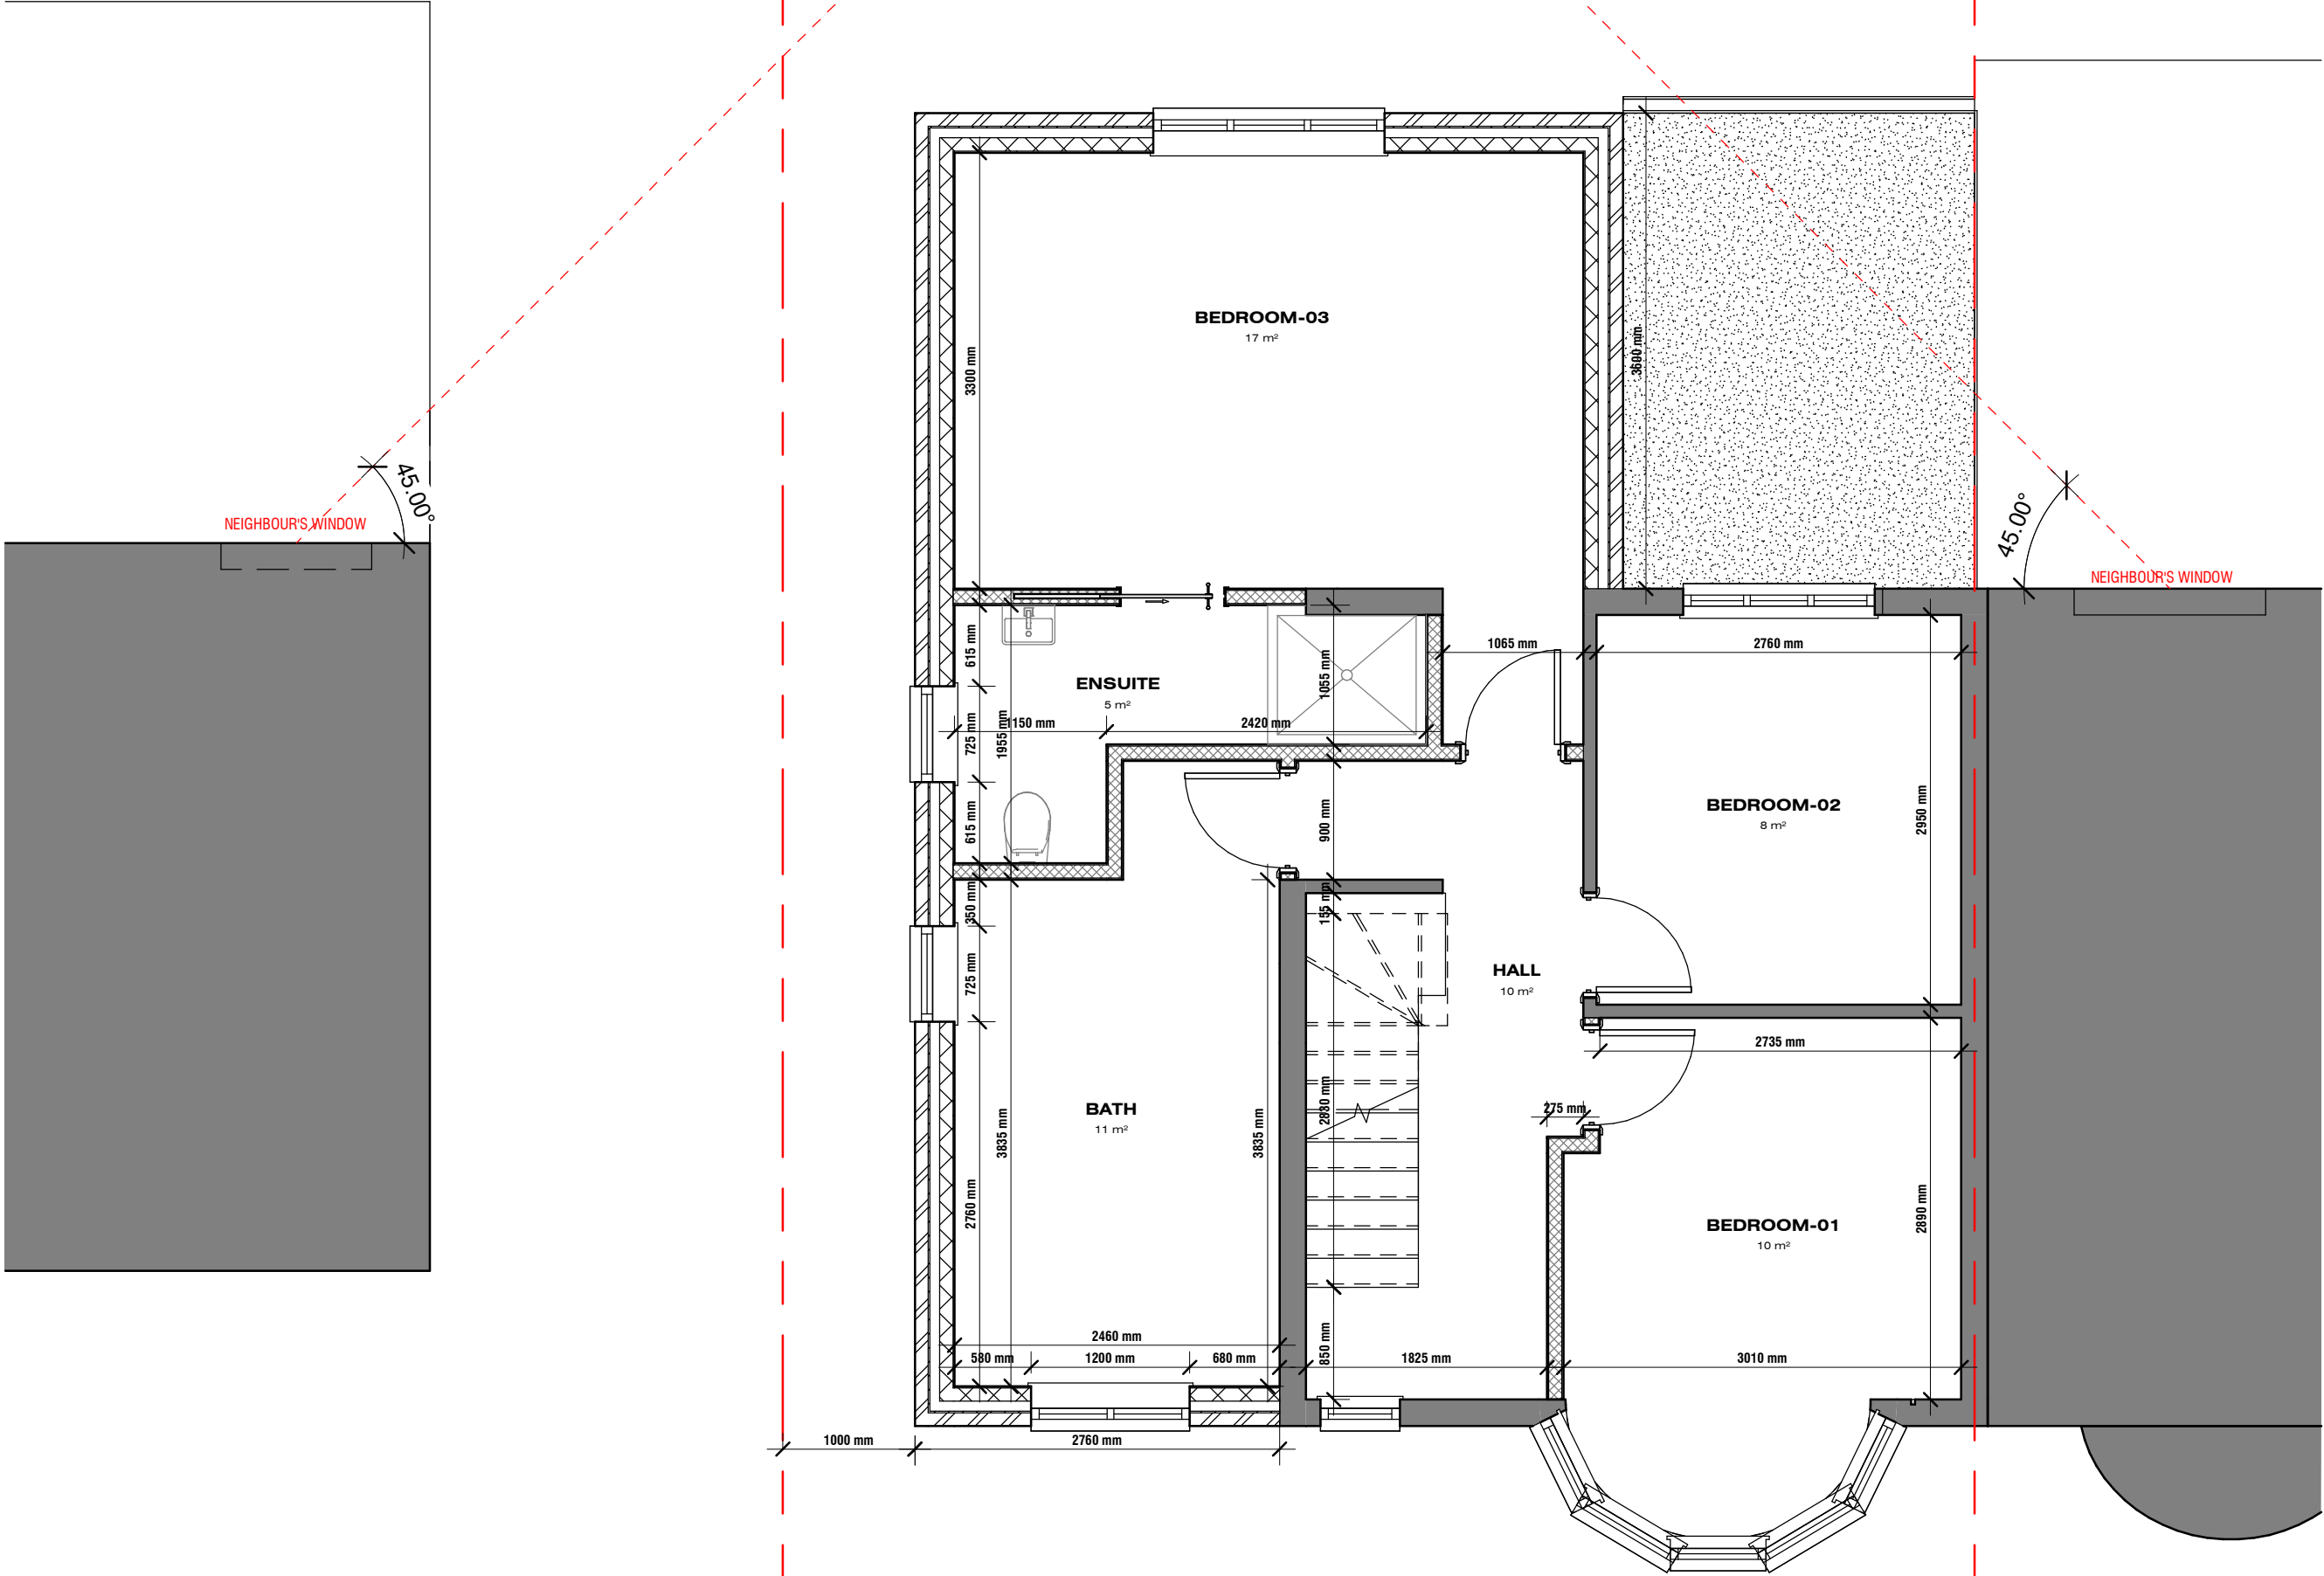 BEDROOM-03
17 m²
3300 mm
3600 mm
45.00°
NEIGHBOUR'S WINDOW
45.00°
NEIGHBOUR'S WINDOW
615 mm
1055 mm
1065 mm
2760 mm
ENSUITE
5 m²
725 mm
1955 mm
1150 mm
2420 mm
615 mm
900 mm
BEDROOM-02
8 m²
2950 mm
350 mm
155 mm
725 mm
HALL
10 m²
2735 mm
BATH
11 m²
3835 mm
3835 mm
2830 mm
275 mm
2760 mm
BEDROOM-01
10 m²
2890 mm
2460 mm
580 mm
1200 mm
680 mm
850 mm
1825 mm
3010 mm
1000 mm
2760 mm